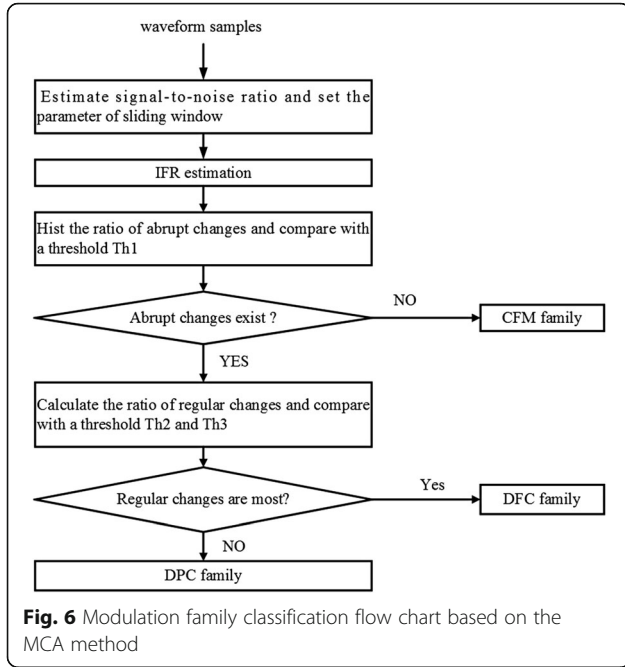 waveform samples
Estimate signal-to-noise ratio and set the
parameter of sliding window
IFR estimation
Hist the ratio of abrupt changes and compare with
a threshold Th1
Abrupt changes exist ?
NO
CFM family
YES
Calculate the ratio of regular changes and compare
with a threshold Th2 and Th3
Regular changes are most?
Yes
DFC family
NO
DPC family
Fig. 6 Modulation family classification flow chart based on the
MCA method